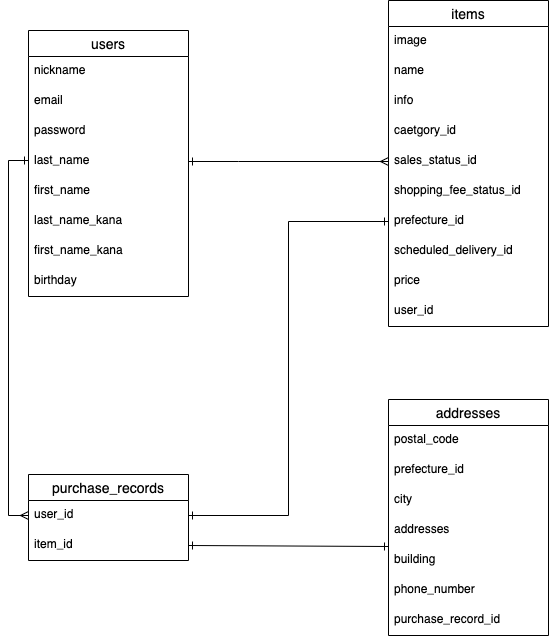 users
nickname
email
password
last_name
first_name
last_name_kana
first_name_kana
birthday
items
image
name
info
caetgory_id
sales_status_id
shopping_fee_status_id
prefecture_id
scheduled_delivery_id
price
user_id
purchase_records
user_id
item_id
addresses
postal_code
prefecture_id
city
addresses
building
phone_number
purchase_record_id